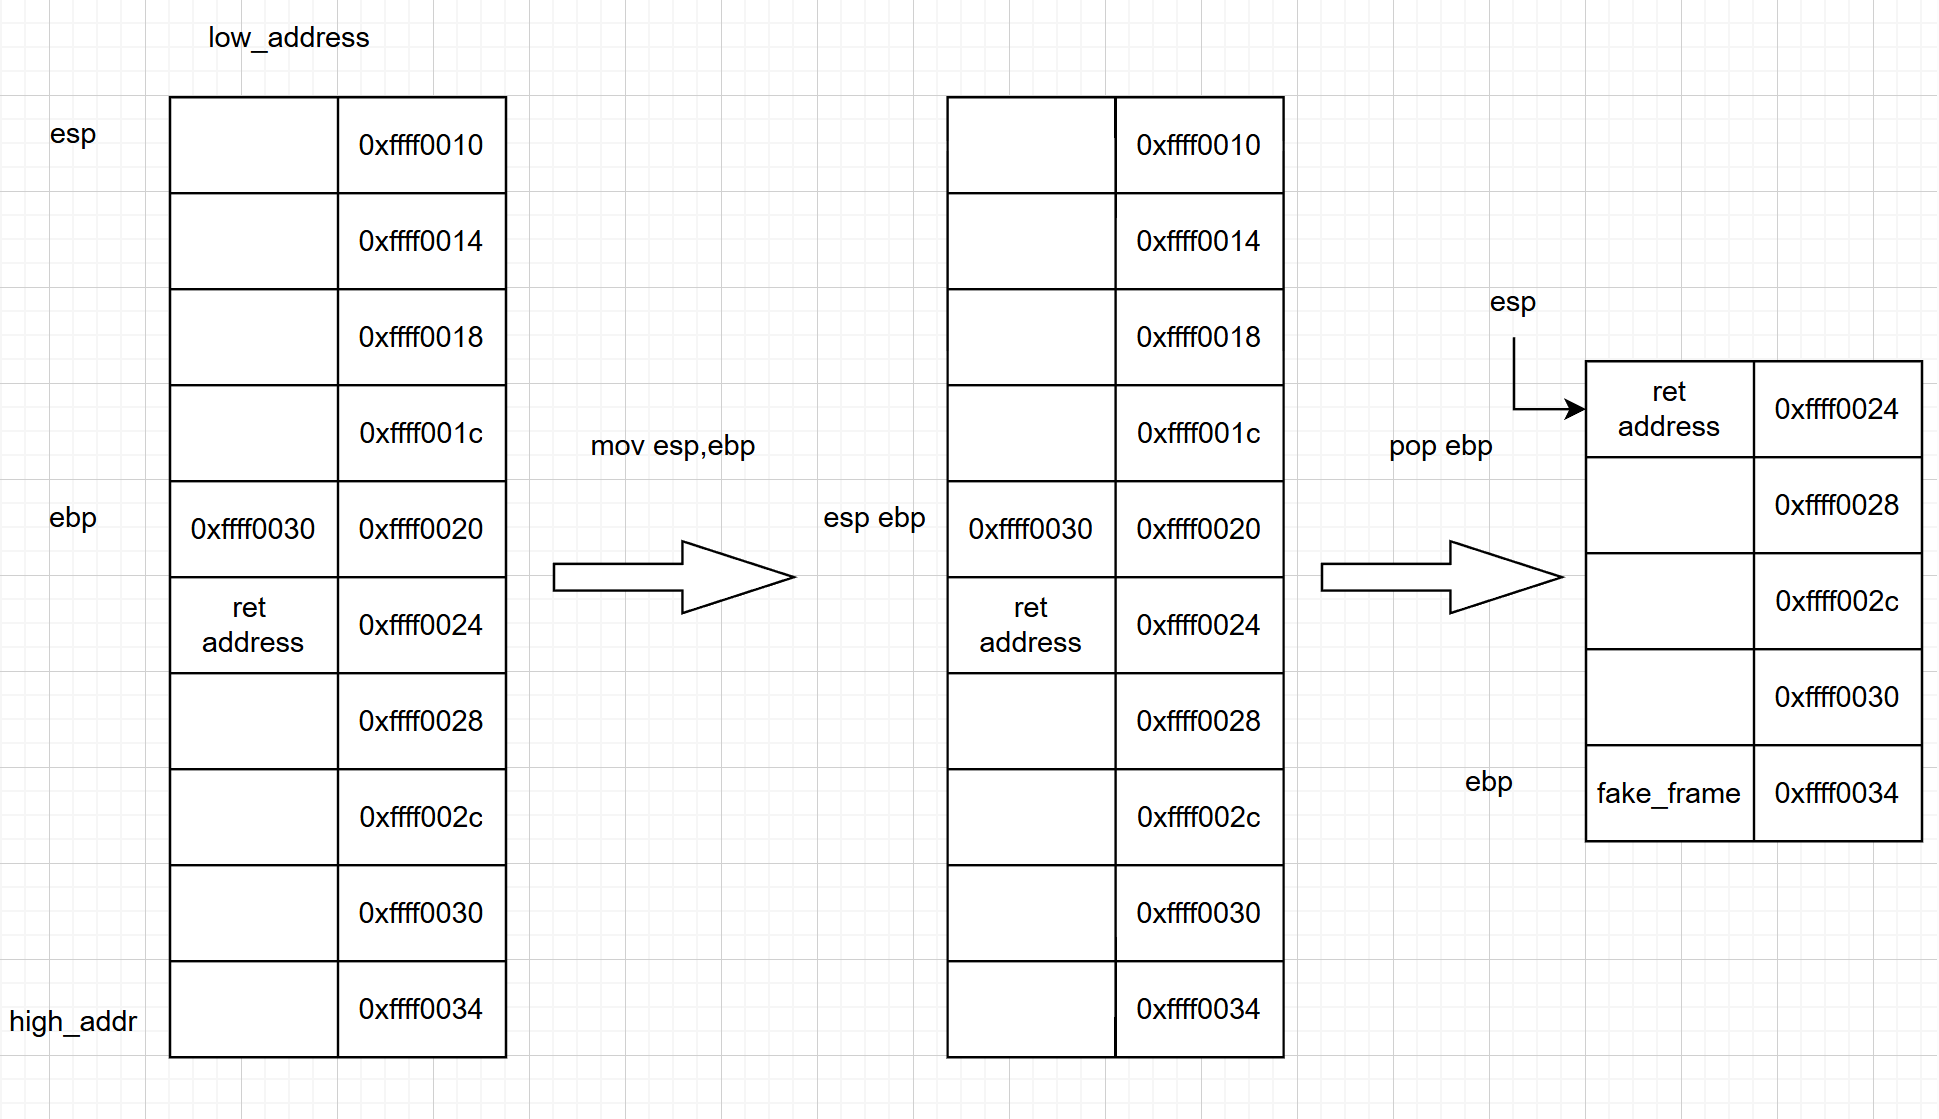 low_address
esp
0xffff0010
0xffff0014
0xffff0018
0xffff001c
ebp
0xffff0030
0xffff0020
ret
address
0xffff0024
0xffff0028
0xffff002c
0xffff0030
high_addr
0xffff0034
mov esp,ebp
0xffff0010
0xffff0014
0xffff0018
0xffff001c
esp ebp
0xffff0030
0xffff0020
ret
address
0xffff0024
0xffff0028
0xffff002c
0xffff0030
0xffff0034
pop ebp
esp
ret
address
0xffff0024
0xffff0028
0xffff002c
0xffff0030
ebp
fake_frame
0xffff0034